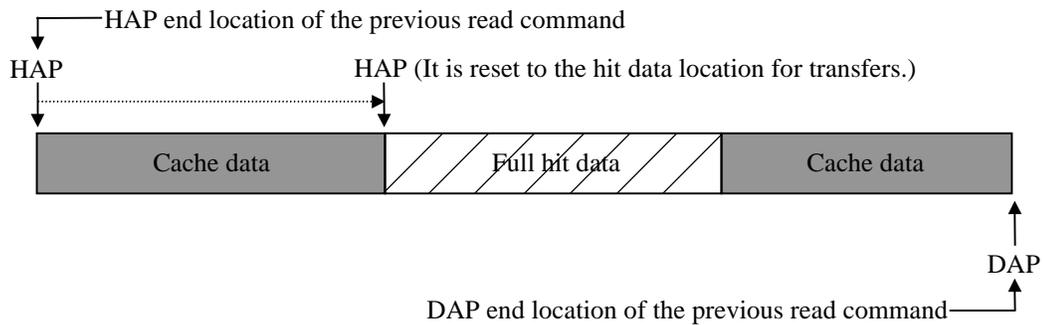 HAP end location of the previous read command
HAP
HAP (It is reset to the hit data location for transfers.)
Cache data
Full hit data
Cache data
DAP
DAP end location of the previous read command